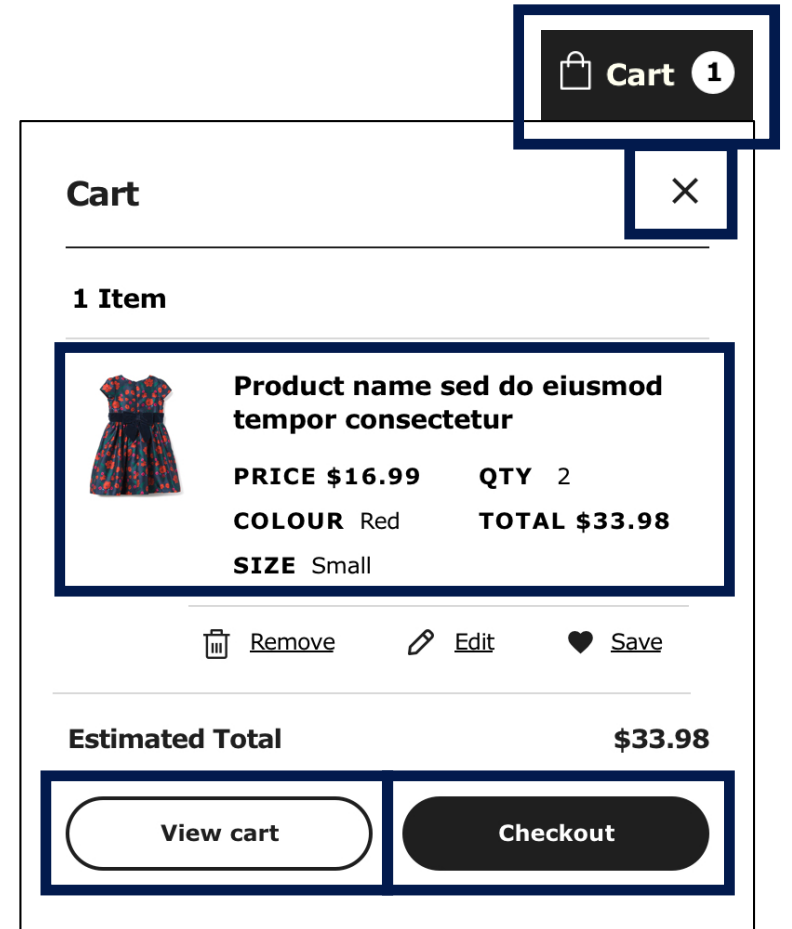 Cart 1
Cart
1 Item
Product name sed do eiusmod
tempor consectetur
PRICE $16.99 QTY 2
COLOUR Red TOTAL $33.98
SIZE Small
Remove Edit Save
Estimated Total $33.98
View cart Checkout